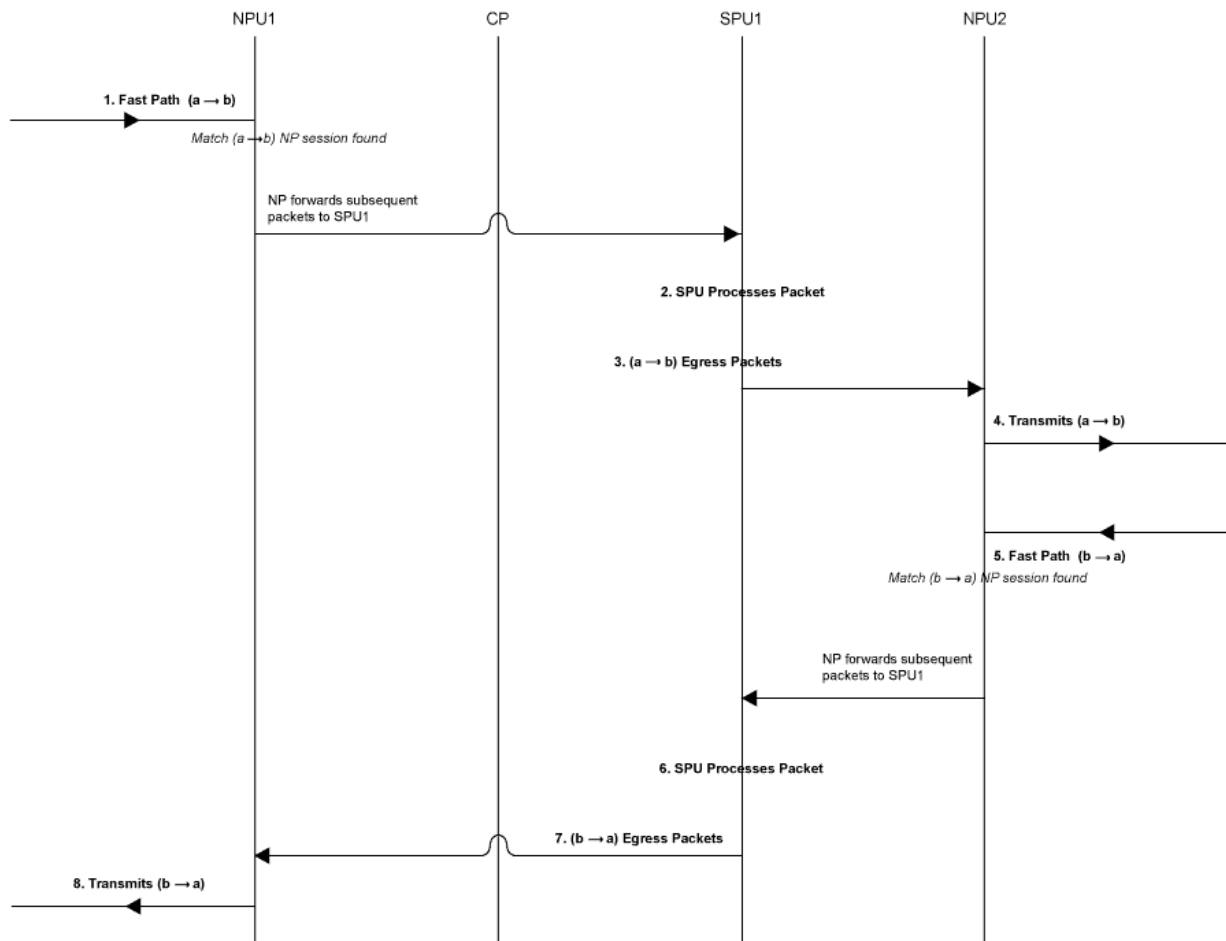 NPU1
CP
SPU1
NPU2
1. Fast Path (a → b)
Match (a → b) NP session found
NP forwards subsequent
packets to SPU1
2. SPU Processes Packet
3. (a → b) Egress Packets
4. Transmits (a → b)
5. Fast Path (b → a)
Match (b → a) NP session found
NP forwards subsequent
packets to SPU1
6. SPU Processes Packet
7. (b → a) Egress Packets
8. Transmits (b → a)